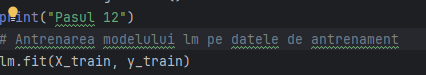 print("Pasul 12")
# Antrenarea modelului lm pe datele de antrenament
lm.fit(X_train, y_train)